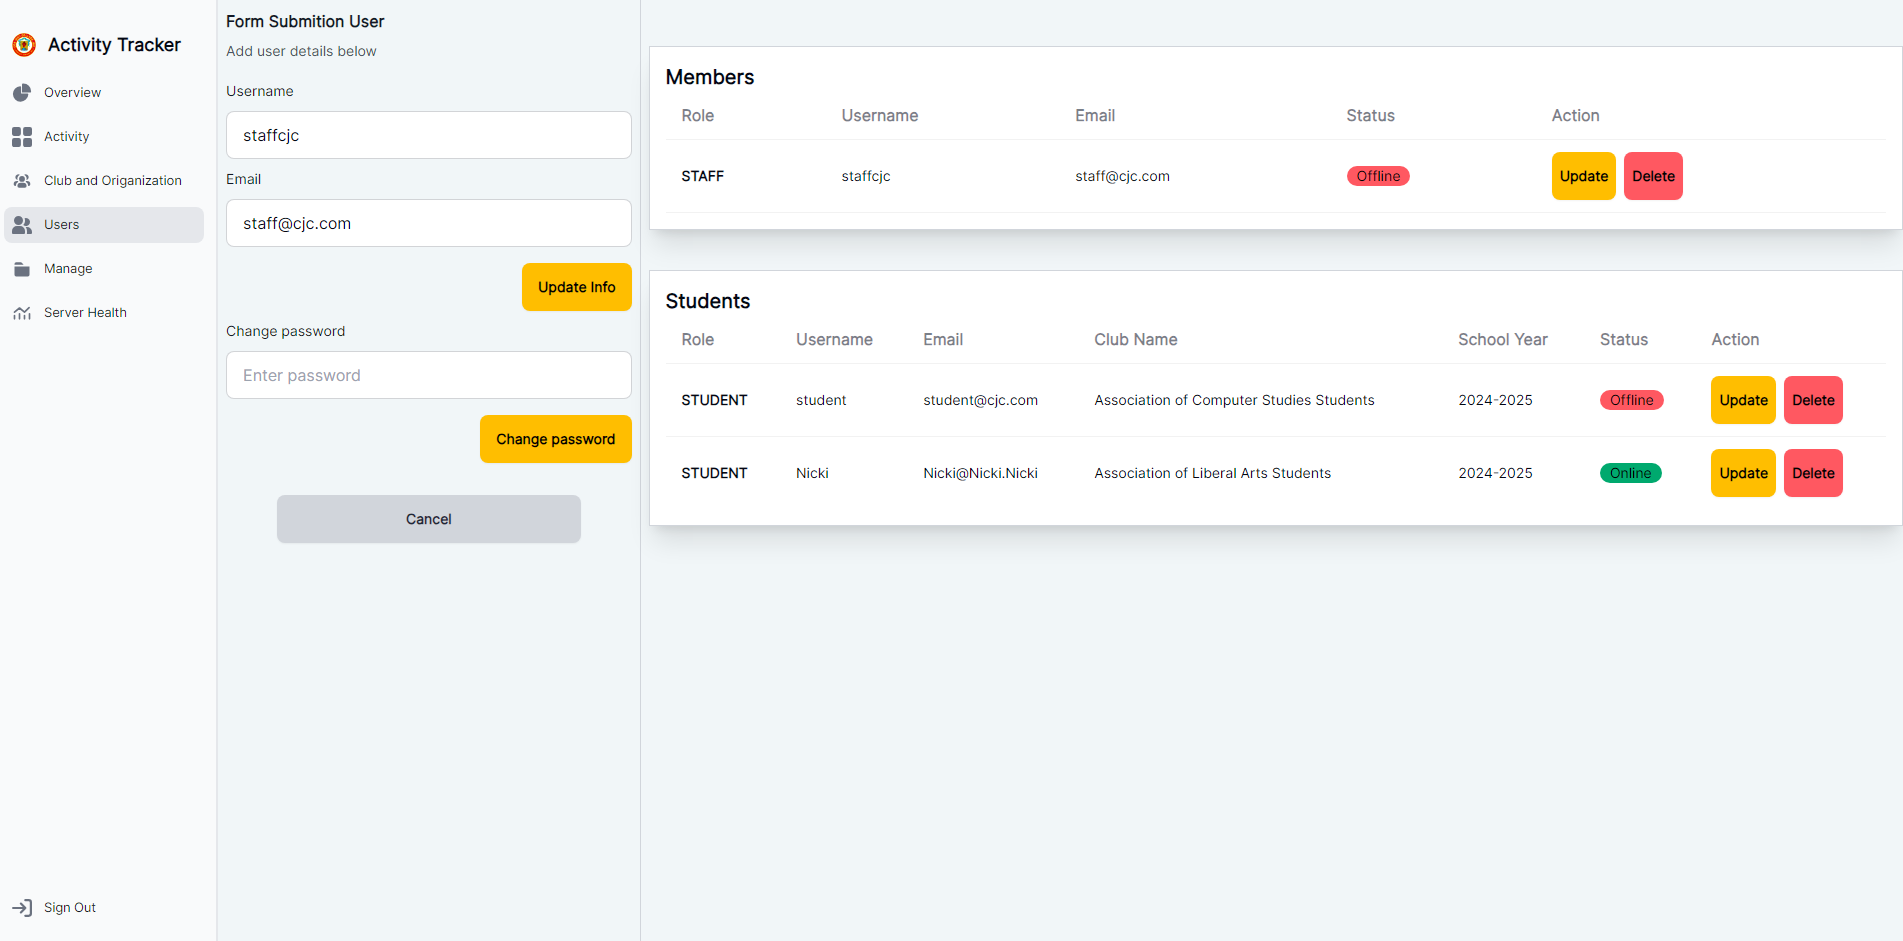 Activity Tracker
Overview
Activity
Club and Origanization
Users
Manage
Server Health
Sign Out
Form Submition User
Add user details below
Username
staffcjc
Email
staff@cjc.com
Update Info
Change password
Enter password
Change password
Cancel
Members
Role Username Email Status Action
STAFF staffcjc staff@cjc.com Offline Update Delete
Students
Role Username Email Club Name School Year Status Action
STUDENT student student@cjc.com Association of Computer Studies Students 2024-2025 Offline Update Delete
STUDENT Nicki Nicki@Nicki.Nicki Association of Liberal Arts Students 2024-2025 Online Update Delete